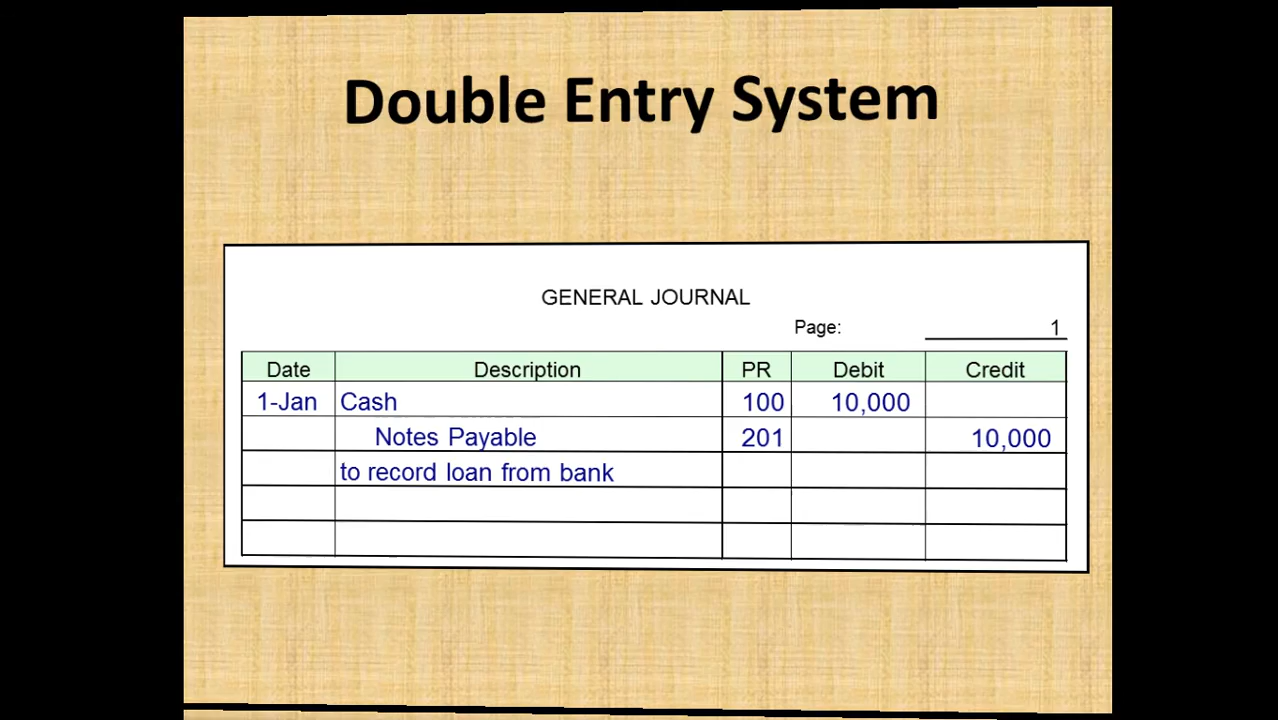 Double Entry System
GENERAL JOURNAL
Page: 1
Date Description PR Debit Credit
1-Jan Cash 100 10,000
Notes Payable 201 10,000
to record loan from bank